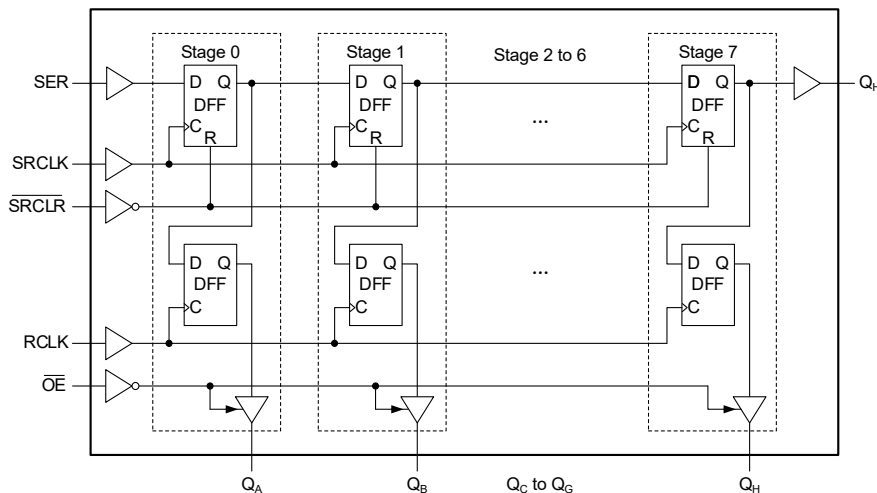 Stage 0 Stage 1 Stage 2 to 6 Stage 7
SER D Q D Q D Q Q
DFF DFF ... DFF
C C C
R R R
SRCLK
SRCLR
D Q D Q ... D Q
DFF DFF DFF
C C C
RCLK
OE
QA QB QC to QG QH